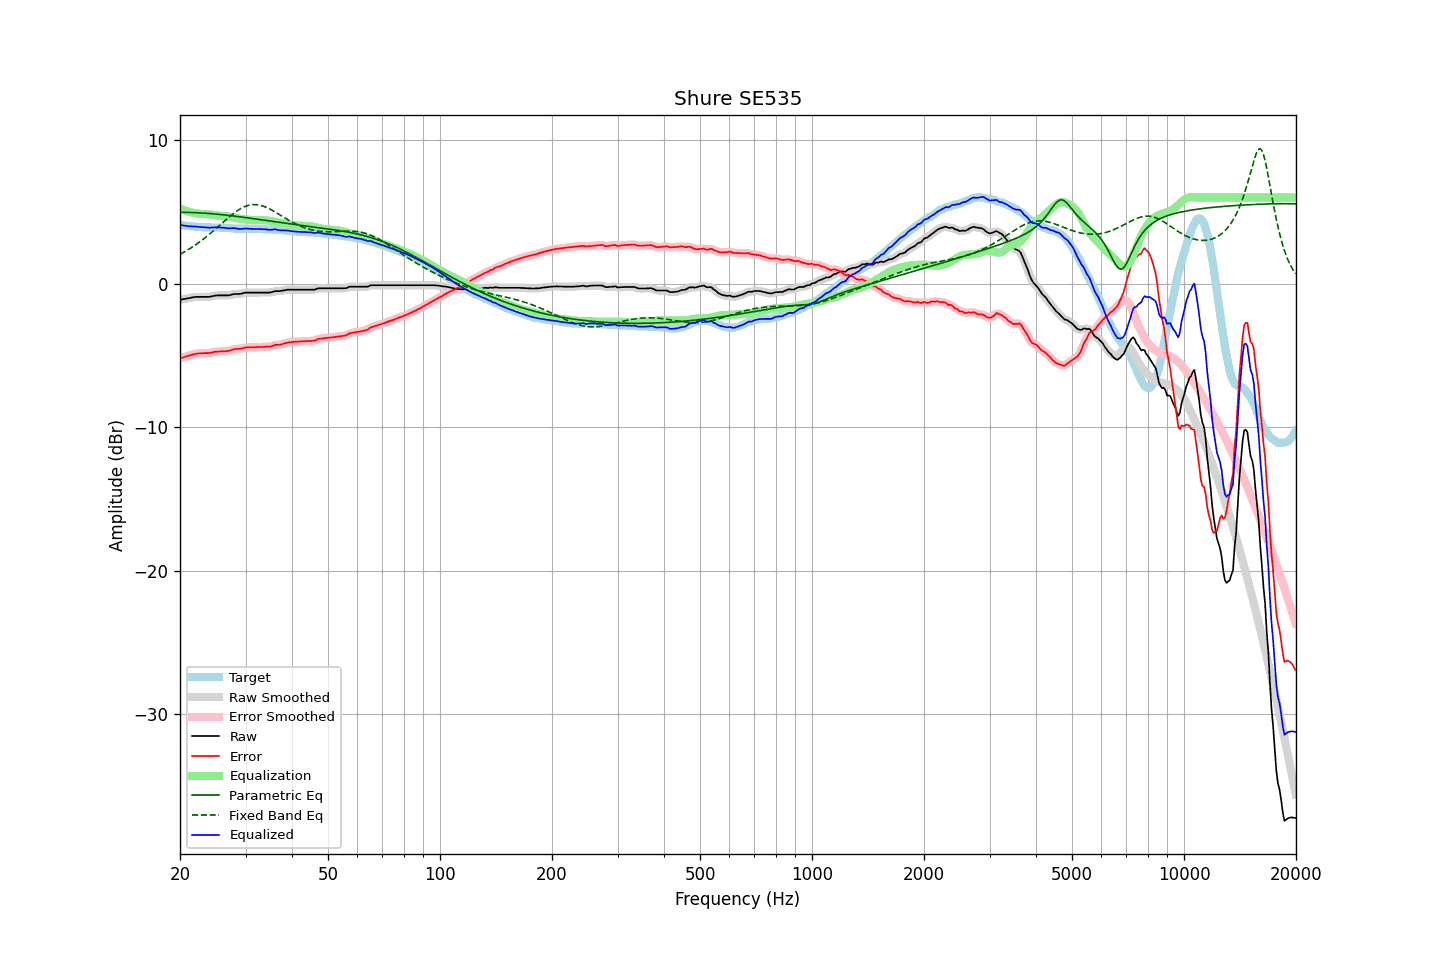 Shure SE535
Amplitude (dBr)
10
0
−10
−20
−30
Target
Raw Smoothed
Error Smoothed
Raw
Error
Equalization
Parametric Eq
Fixed Band Eq
Equalized
20 50 100 200 500 1000 2000 5000 10000 20000
Frequency (Hz)